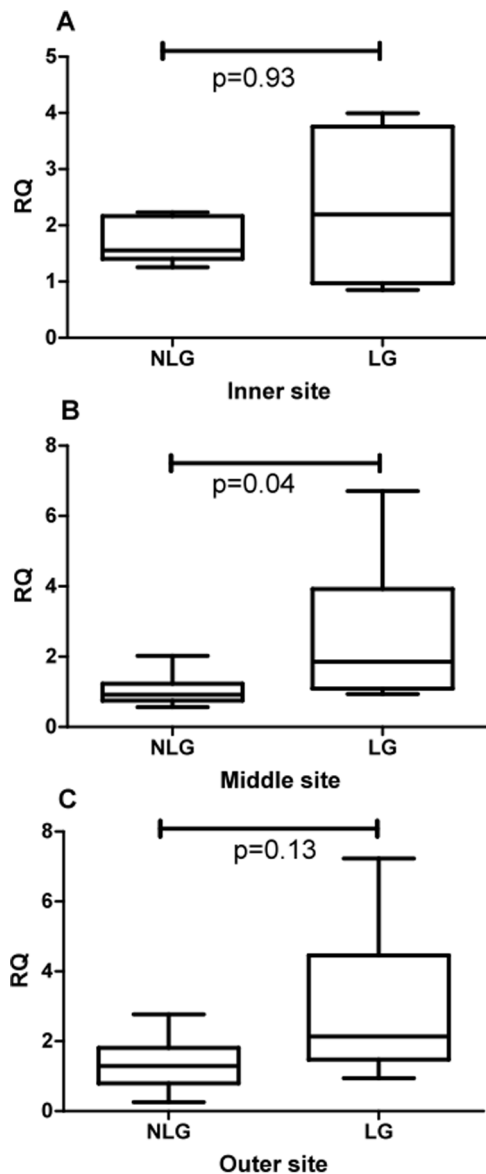 A
5
p=0.93
4
3
RQ
2
1
0
NLG LG
Inner site
B
8
p=0.04
6
RQ
4
2
0
NLG LG
Middle site
C
8
p=0.13
6
RQ
4
2
0
NLG LG
Outer site